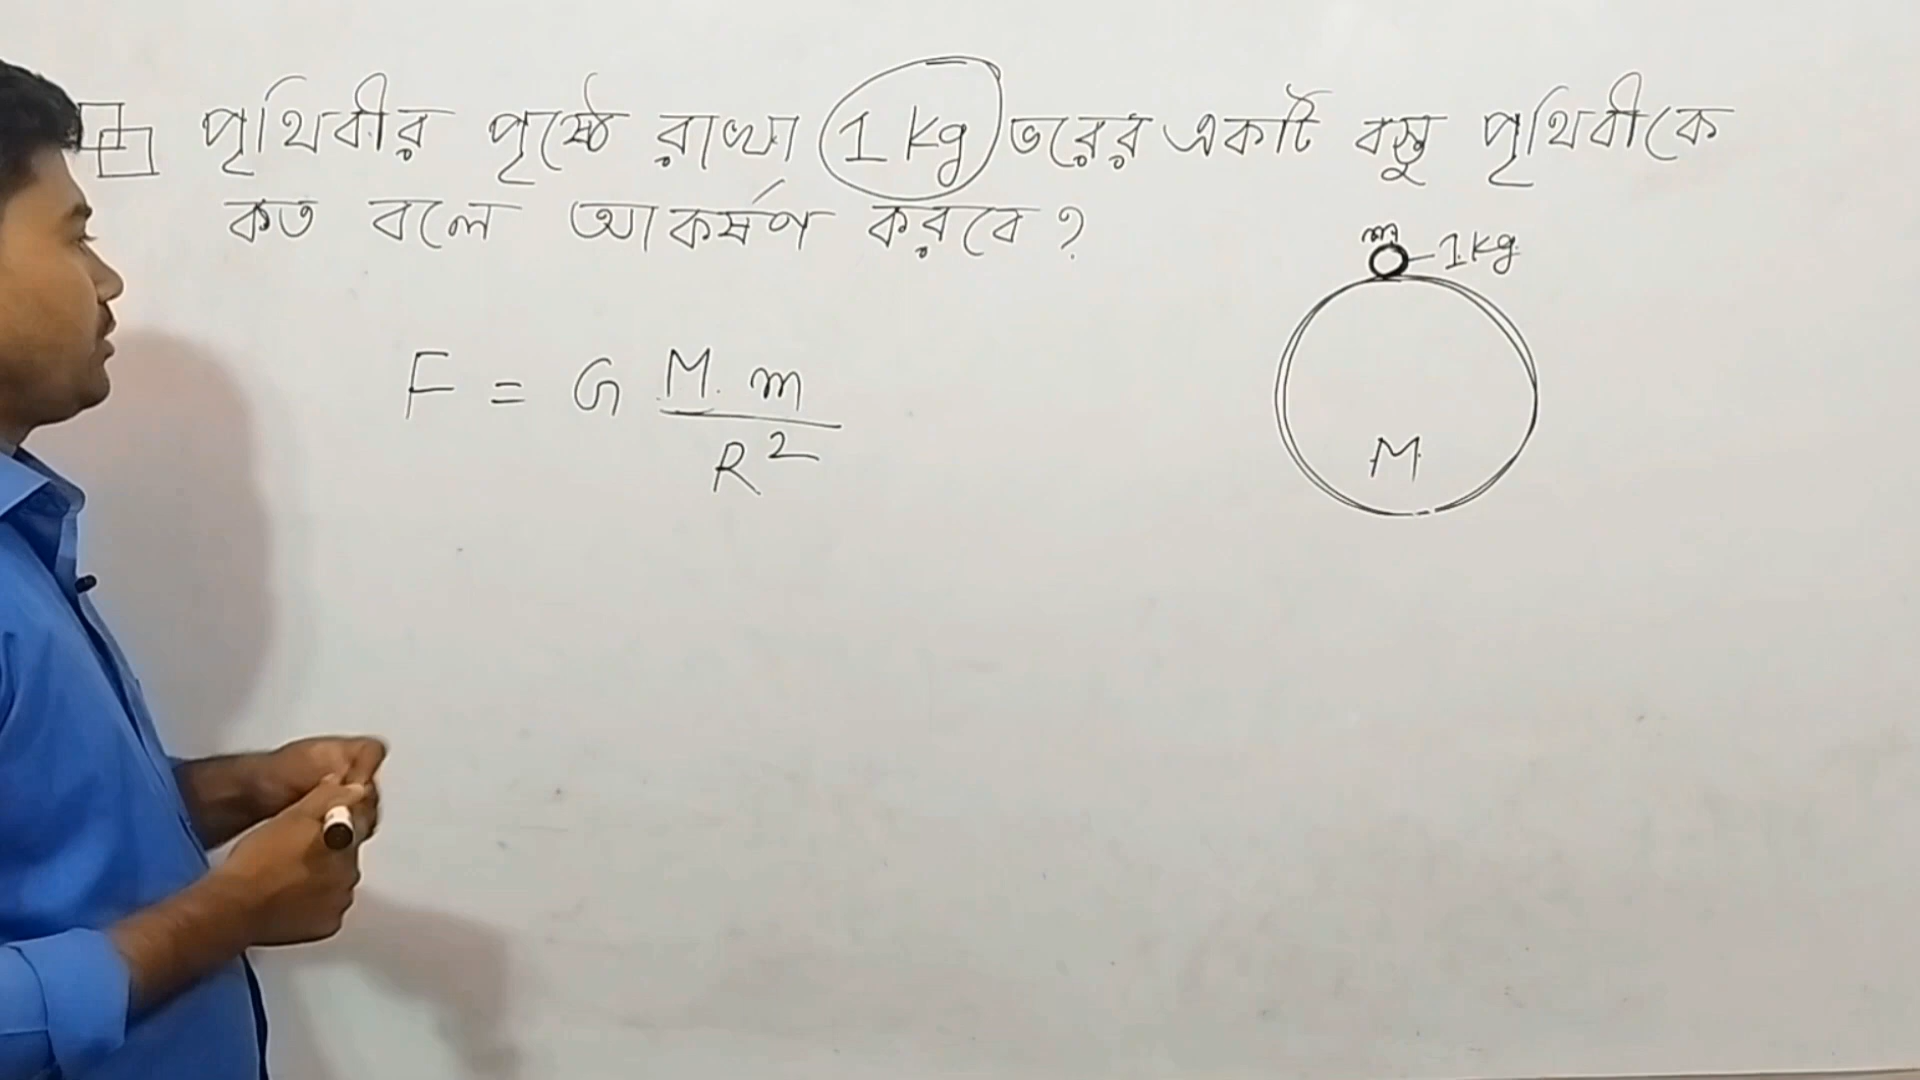 পৃথিবীর পৃষ্ঠে রাখা 1 kg ভরের একটি বস্তু পৃথিবীকে
কত বলে আকর্ষণ করবে?
m
1kg
F = G M. m / R²
M